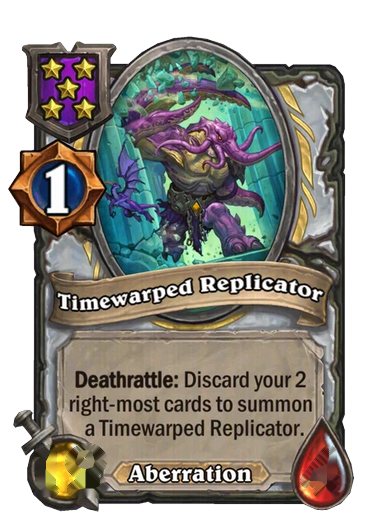 1
Timewarped Replicator
Deathrattle: Discard your 2
right-most cards to summon
a Timewarped Replicator.
Aberration